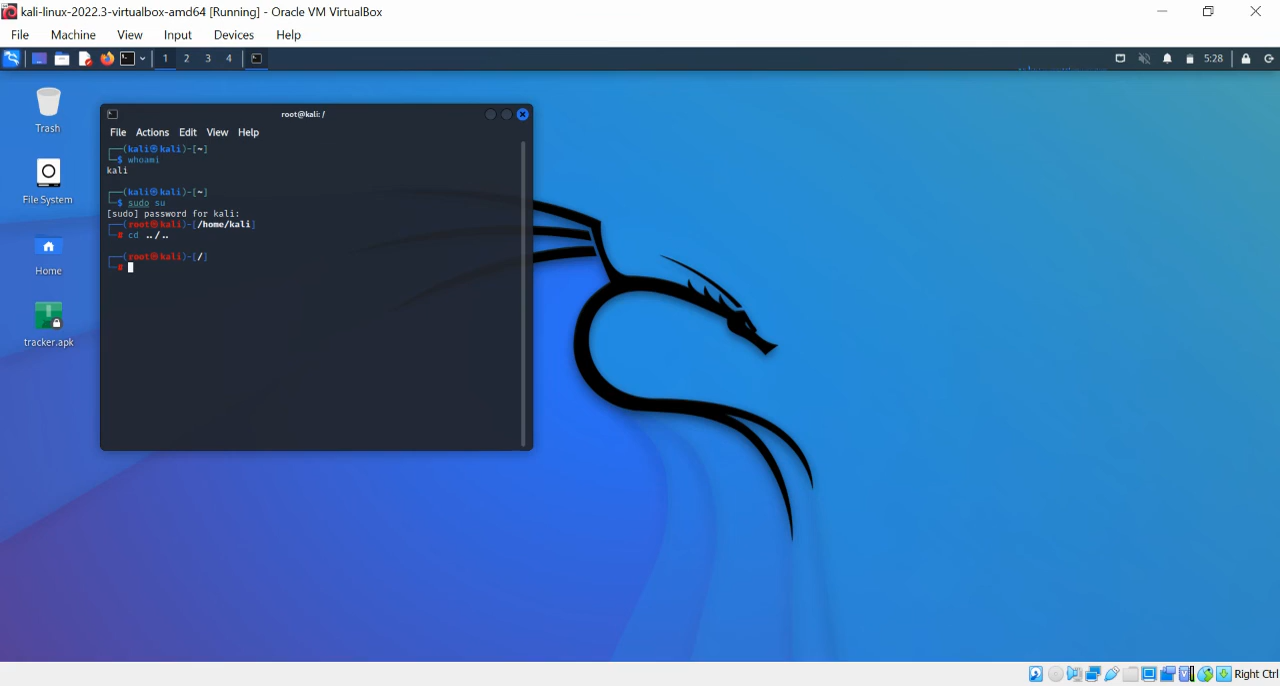 kali-linux-2022.3-virtualbox-amd64 [Running] - Oracle VM VirtualBox
File Machine View Input Devices Help
1 2 3 4 5:28
Trash
File System
Home
tracker.apk
root@kali: /
File Actions Edit View Help
┌──(kali㉿kali)-[~]
└─$ whoami
kali
┌──(kali㉿kali)-[~]
└─$ sudo su
[sudo] password for kali:
┌──(root㉿kali)-[/home/kali]
└─# cd ../..
┌──(root㉿kali)-[/]
└─#
Right Ctrl